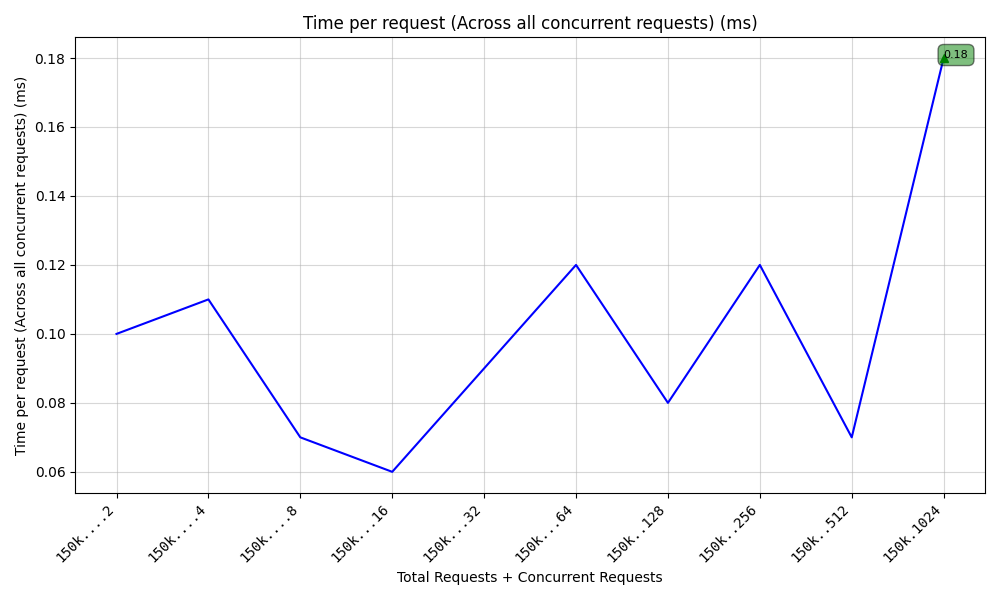 Time per request (Across all concurrent requests) (ms)
Time per request (Across all concurrent requests) (ms)
0.18
0.16
0.14
0.12
0.10
0.08
0.06
0.18
150k....2
150k....4
150k....8
150k...16
150k...32
150k...64
150k..128
150k..256
150k..512
150k.1024
Total Requests + Concurrent Requests